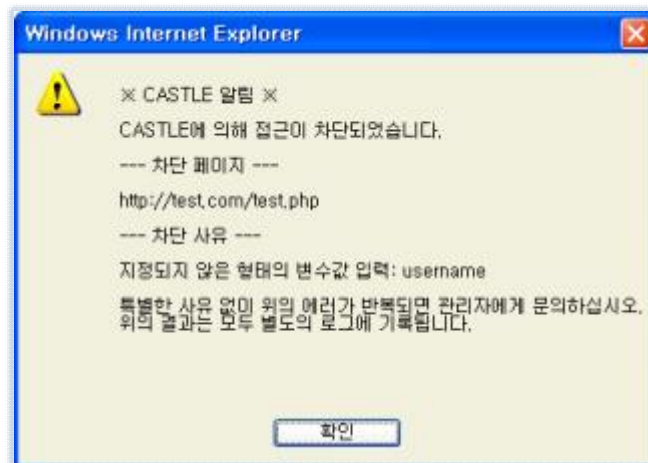 Windows Internet Explorer
※ CASTLE 알림 ※
CASTLE에 의해 접근이 차단되었습니다.
--- 차단 페이지 ---
http://test.com/test.php
--- 차단 사유 ---
지정되지 않은 형태의 변수값 입력: username
특별한 사유 없이 위의 에러가 반복되면 관리자에게 문의하십시오.
위의 결과는 모두 별도의 로그에 기록됩니다.
확인